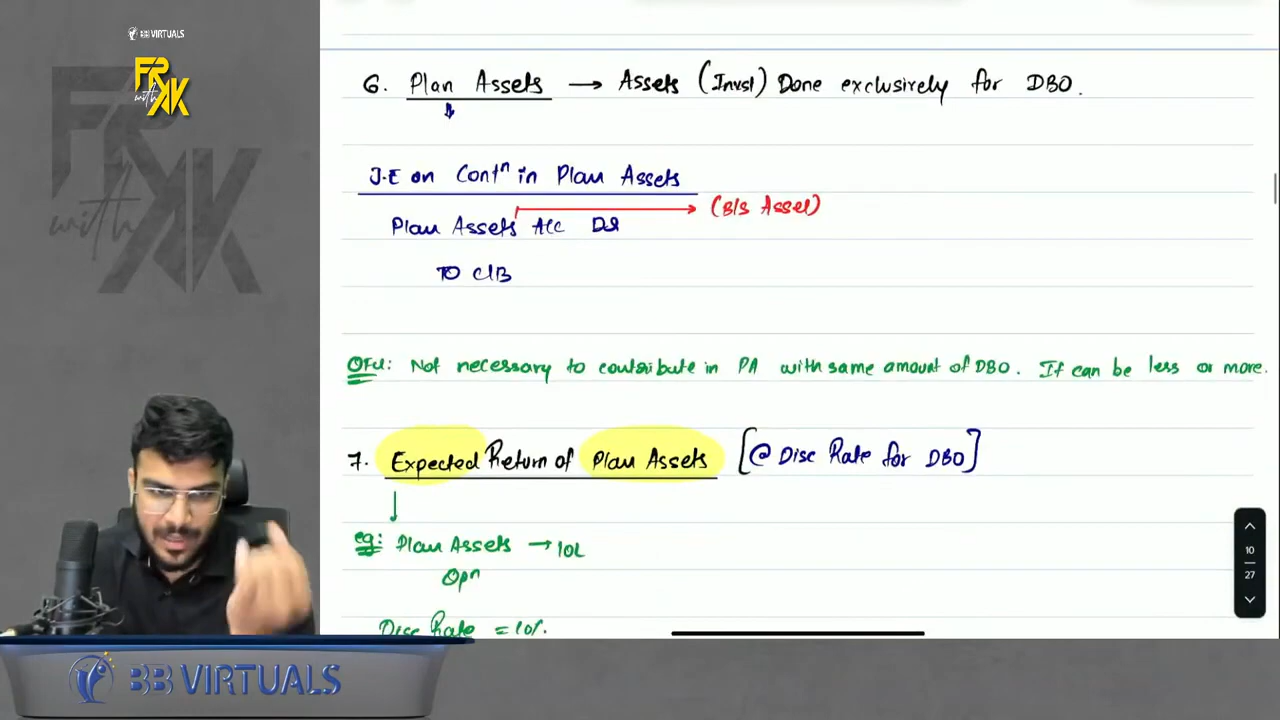 BB VIRTUALS
FR
with AK
FR
with AK
6. Plan Assets → Assets (Invst) Done exclusively for DBO.
J.E on Contⁿ in Plan Assets
(B/S Asset)
Plan Assets A/c DR
TO C/B
Not necessary to contribute in PA with same amount of DBO. It can be less or more.
7. Expected Return of Plan Assets [@ Disc Rate for DBO]
eg: Plan Assets → 10L
Opn
Disc Rate = 10%.
10
27
BB VIRTUALS